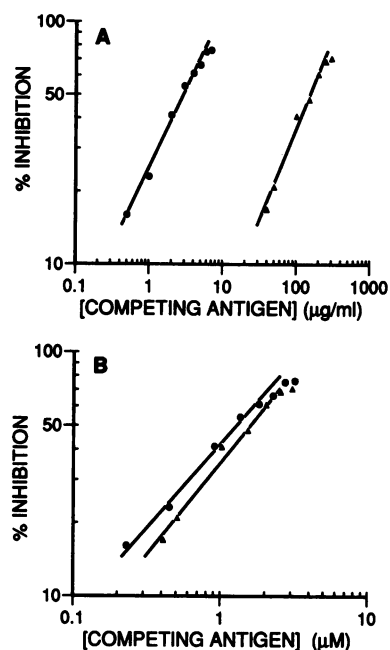 A
100
50
10
% INHIBITION
0.1 1 10 100 1000
[COMPETING ANTIGEN] (μg/ml)
B
100
50
10
% INHIBITION
0.1 1 10
[COMPETING ANTIGEN] (μM)